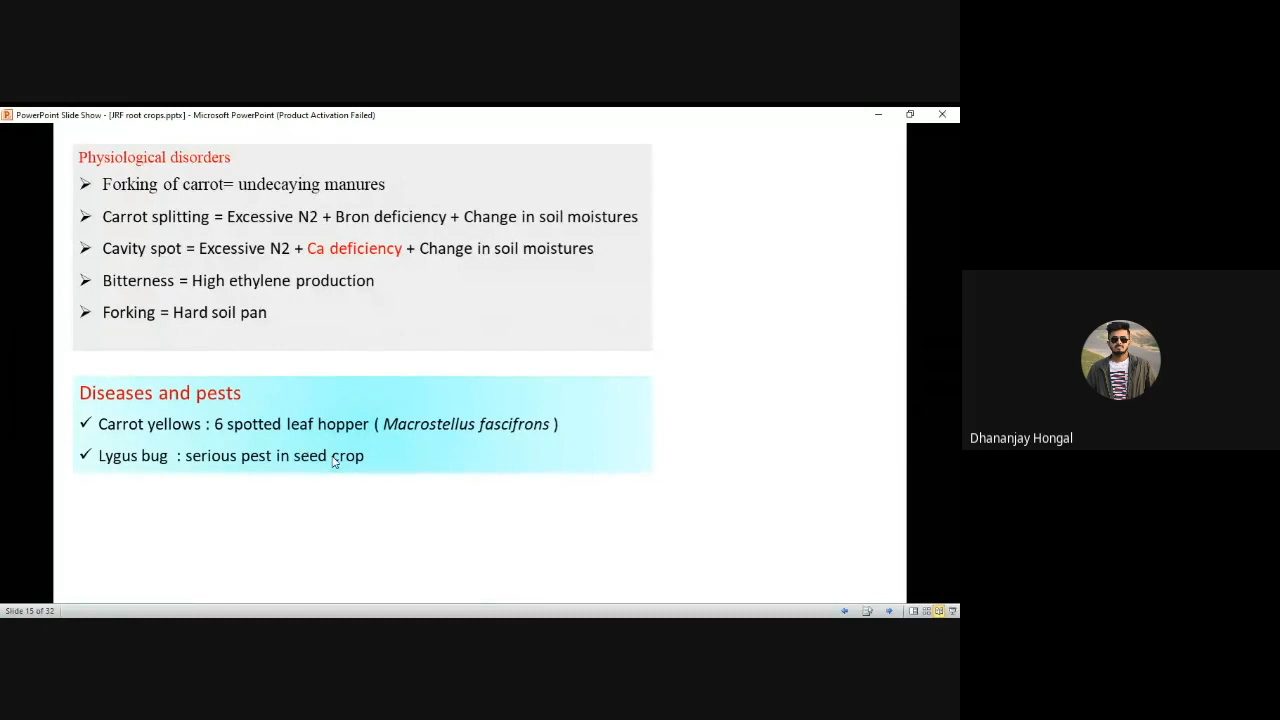 PowerPoint Slide Show - [JRF root crops.pptx] - Microsoft PowerPoint (Product Activation Failed)
Physiological disorders
➢ Forking of carrot= undecaying manures
➢ Carrot splitting = Excessive N2 + Bron deficiency + Change in soil moistures
➢ Cavity spot = Excessive N2 + Ca deficiency + Change in soil moistures
➢ Bitterness = High ethylene production
➢ Forking = Hard soil pan
Diseases and pests
✓ Carrot yellows : 6 spotted leaf hopper ( Macrostellus fascifrons )
✓ Lygus bug : serious pest in seed crop
Dhananjay Hongal
Slide 15 of 32